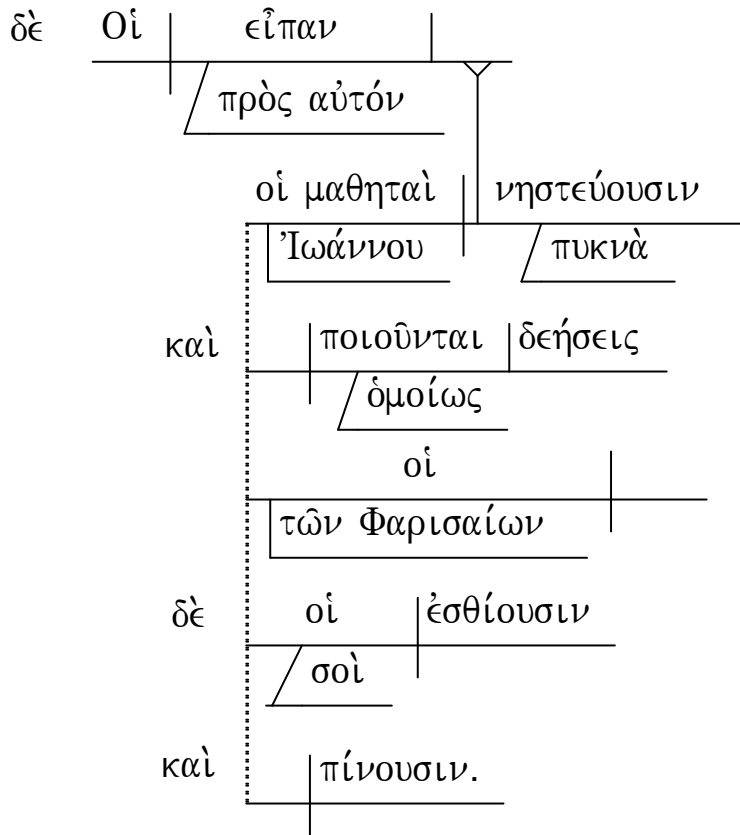 δὲ Οἱ εἶπαν
πρὸς αὐτόν
οἱ μαθηταὶ νηστεύουσιν
Ἰωάννου πυκνὰ
καὶ ποιοῦνται δεήσεις
ὁμοίως
οἱ
τῶν Φαρισαίων
δὲ οἱ ἐσθίουσιν
σοὶ
καὶ πίνουσιν.